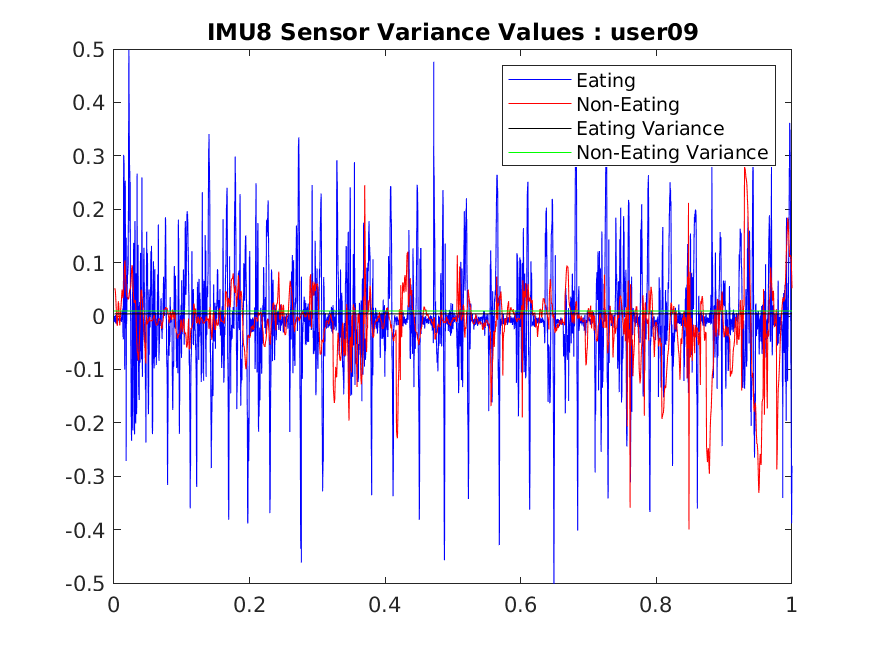 IMU8 Sensor Variance Values : user09
0.5
0.4
0.3
0.2
0.1
0
-0.1
-0.2
-0.3
-0.4
-0.5
Eating
Non-Eating
Eating Variance
Non-Eating Variance
0 0.2 0.4 0.6 0.8 1